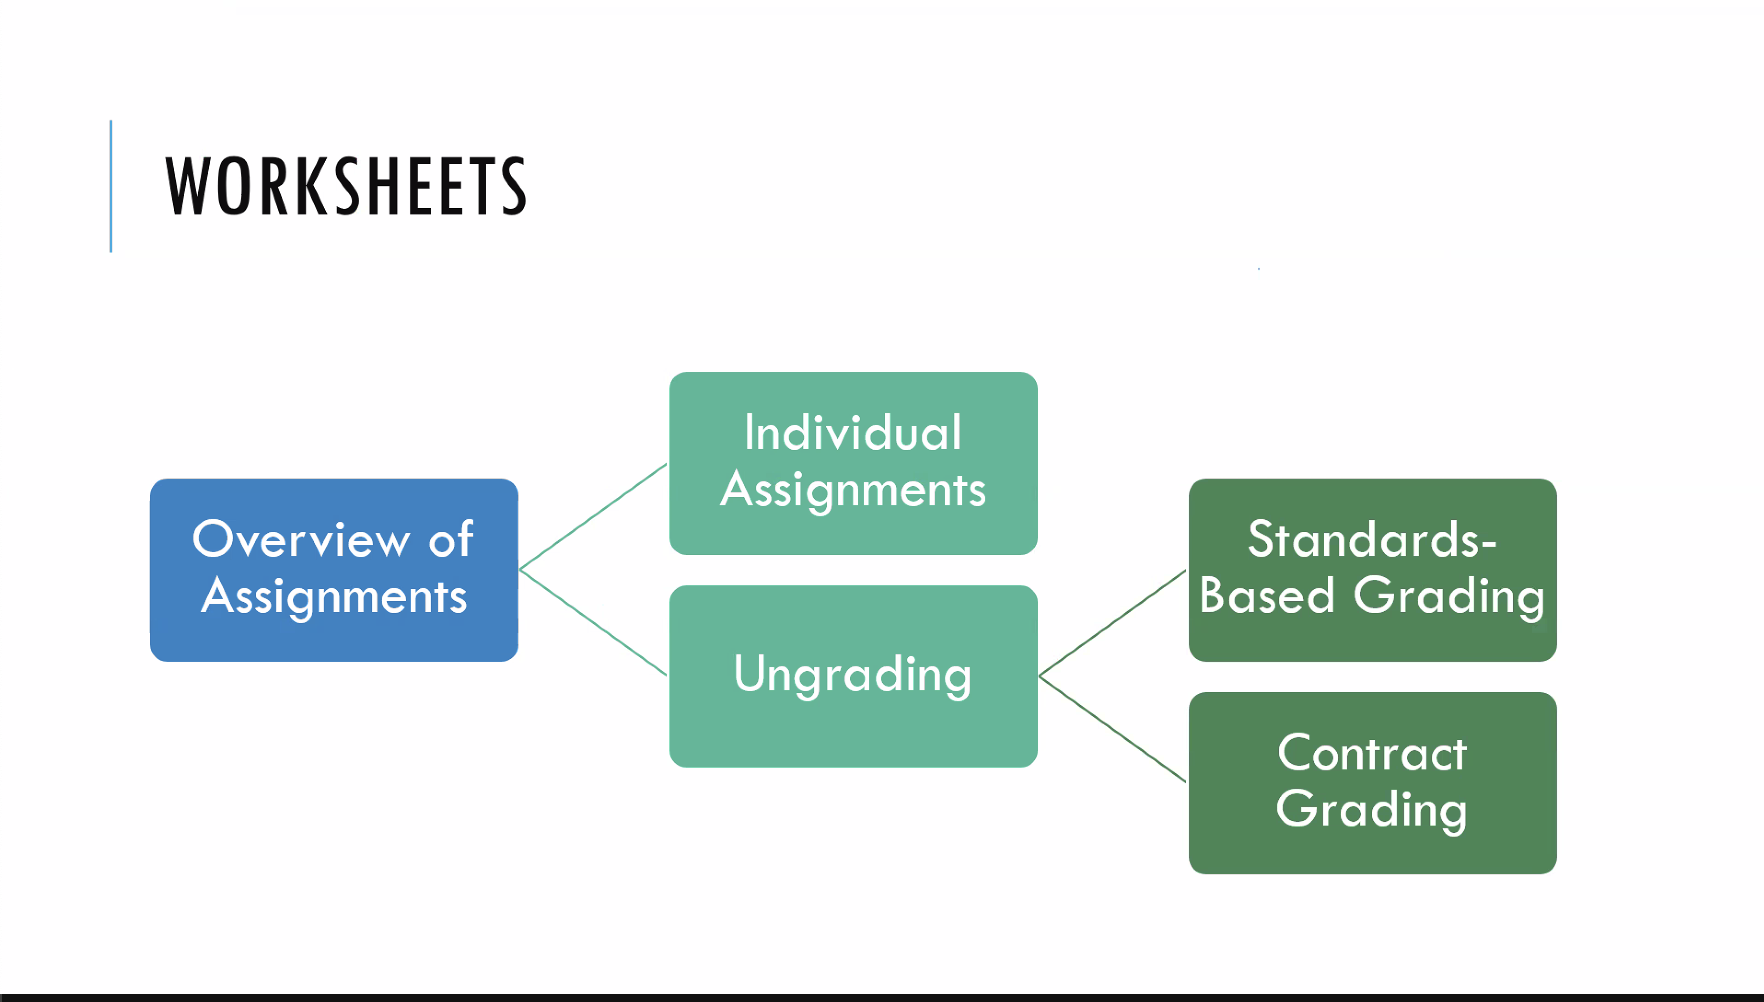 WORKSHEETS
Overview of
Assignments
Individual
Assignments
Ungrading
Standards-
Based Grading
Contract
Grading